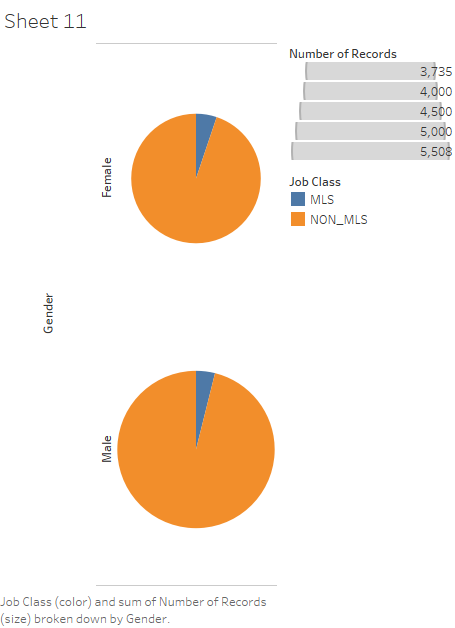 Sheet 11
Number of Records
3,735
4,000
4,500
5,000
5,508
Job Class
MLS
NON_MLS
Female
Gender
Male
Job Class (color) and sum of Number of Records
(size) broken down by Gender.